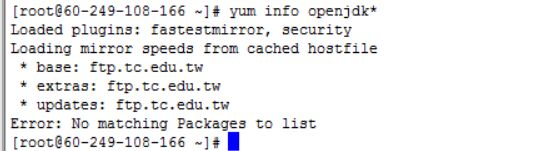 [root@60-249-108-166 ~]# yum info openjdk*
Loaded plugins: fastestmirror, security
Loading mirror speeds from cached hostfile
 * base: ftp.tc.edu.tw
 * extras: ftp.tc.edu.tw
 * updates: ftp.tc.edu.tw
Error: No matching Packages to list
[root@60-249-108-166 ~]#